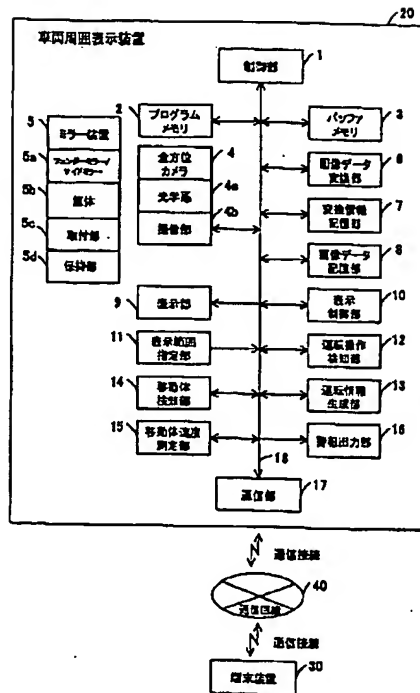 20
車両周囲表示装置
1
制御部
2
プログラム
メモリ
3
バッファ
メモリ
5
ミラー装置
5a
フェンダーミラー/
サイドミラー
5b
筐体
5c
取付部
5d
保持部
4
全方位
カメラ
4a
光学系
4b
撮像部
6
画像データ
変換部
7
変換情報
記憶部
8
画像データ
記憶部
9
表示部
10
表示
制御部
11
表示範囲
指定部
12
運転操作
検知部
14
移動体
検知部
13
運転情報
生成部
15
移動体速度
測定部
16
警報出力部
18
17
通信部
通信接続
40
通信回線
通信接続
30
端末装置